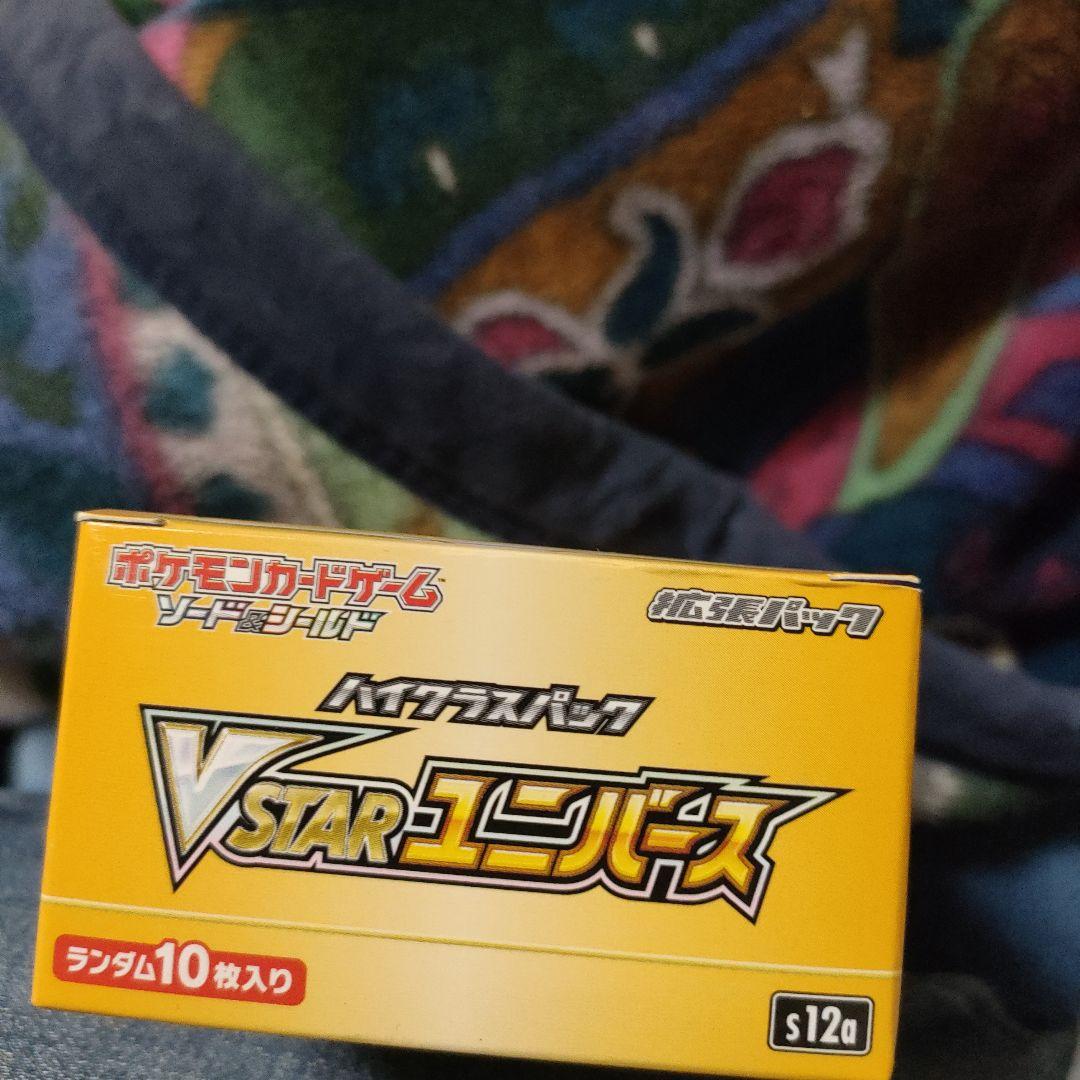 ポケモンカードゲーム™
ソード&シールド
拡張パック
ハイクラスパック
VSTARユニバース
ランダム10枚入り
s12a